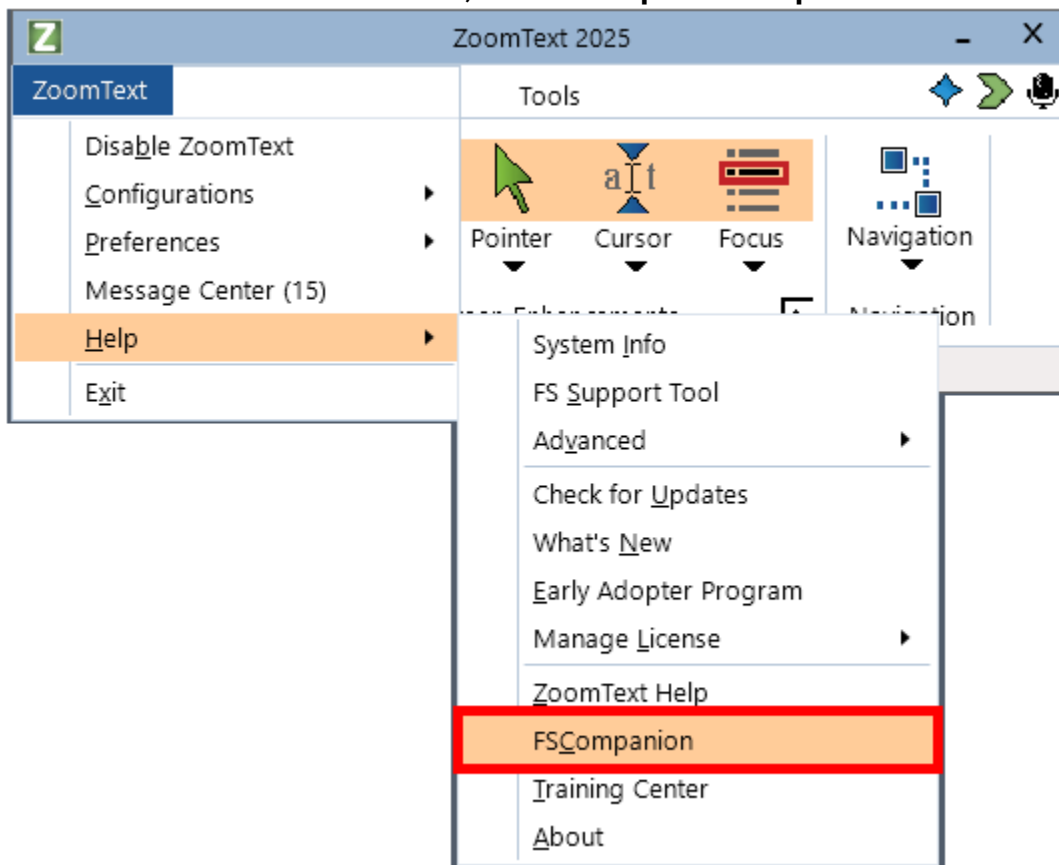 Z ZoomText 2025
ZoomText Tools
Disable ZoomText
Configurations
Preferences
Message Center (15)
Help
Exit
a t
Pointer Cursor Focus Navigation
System Info
FS Support Tool
Advanced
Check for Updates
What's New
Early Adopter Program
Manage License
ZoomText Help
FSCompanion
Training Center
About